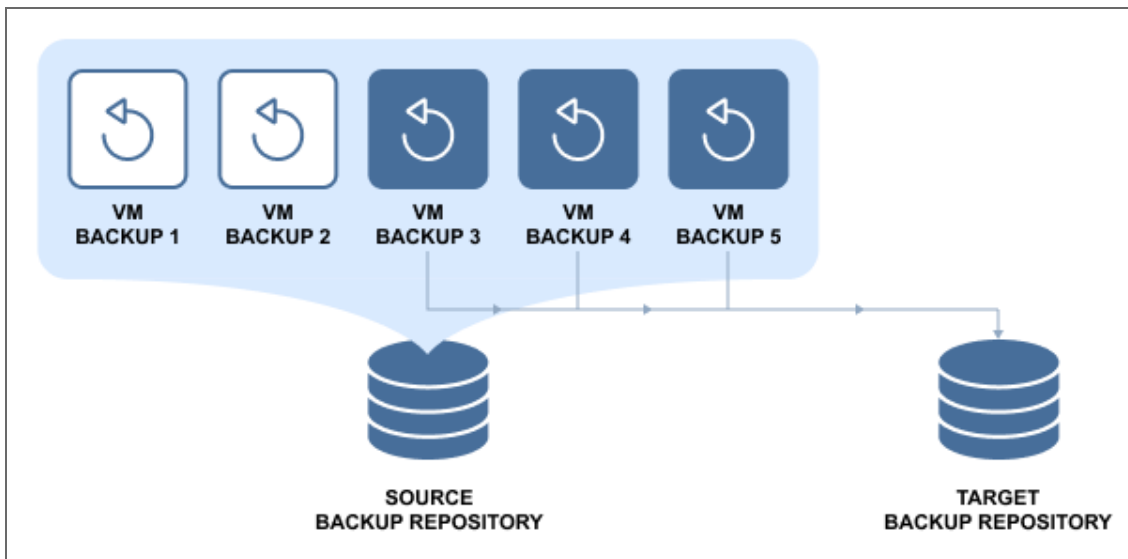 VM
BACKUP 1
VM
BACKUP 2
VM
BACKUP 3
VM
BACKUP 4
VM
BACKUP 5
SOURCE
BACKUP REPOSITORY
TARGET
BACKUP REPOSITORY